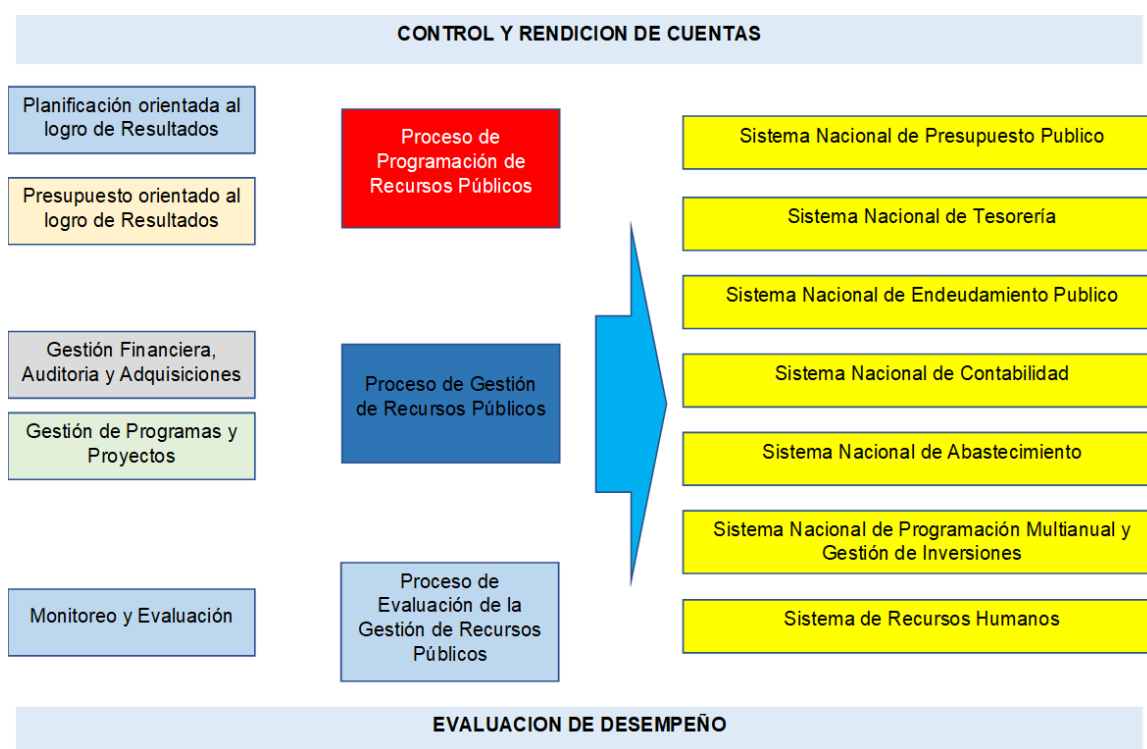 CONTROL Y RENDICION DE CUENTAS
Planificación orientada al
logro de Resultados
Presupuesto orientado al
logro de Resultados
Gestión Financiera,
Auditoria y Adquisiciones
Gestión de Programas y
Proyectos
Monitoreo y Evaluación
Proceso de
Programación de
Recursos Públicos
Proceso de Gestión
de Recursos Públicos
Proceso de
Evaluación de la
Gestión de Recursos
Públicos
Sistema Nacional de Presupuesto Publico
Sistema Nacional de Tesorería
Sistema Nacional de Endeudamiento Publico
Sistema Nacional de Contabilidad
Sistema Nacional de Abastecimiento
Sistema Nacional de Programación Multianual y
Gestión de Inversiones
Sistema de Recursos Humanos
EVALUACION DE DESEMPEÑO